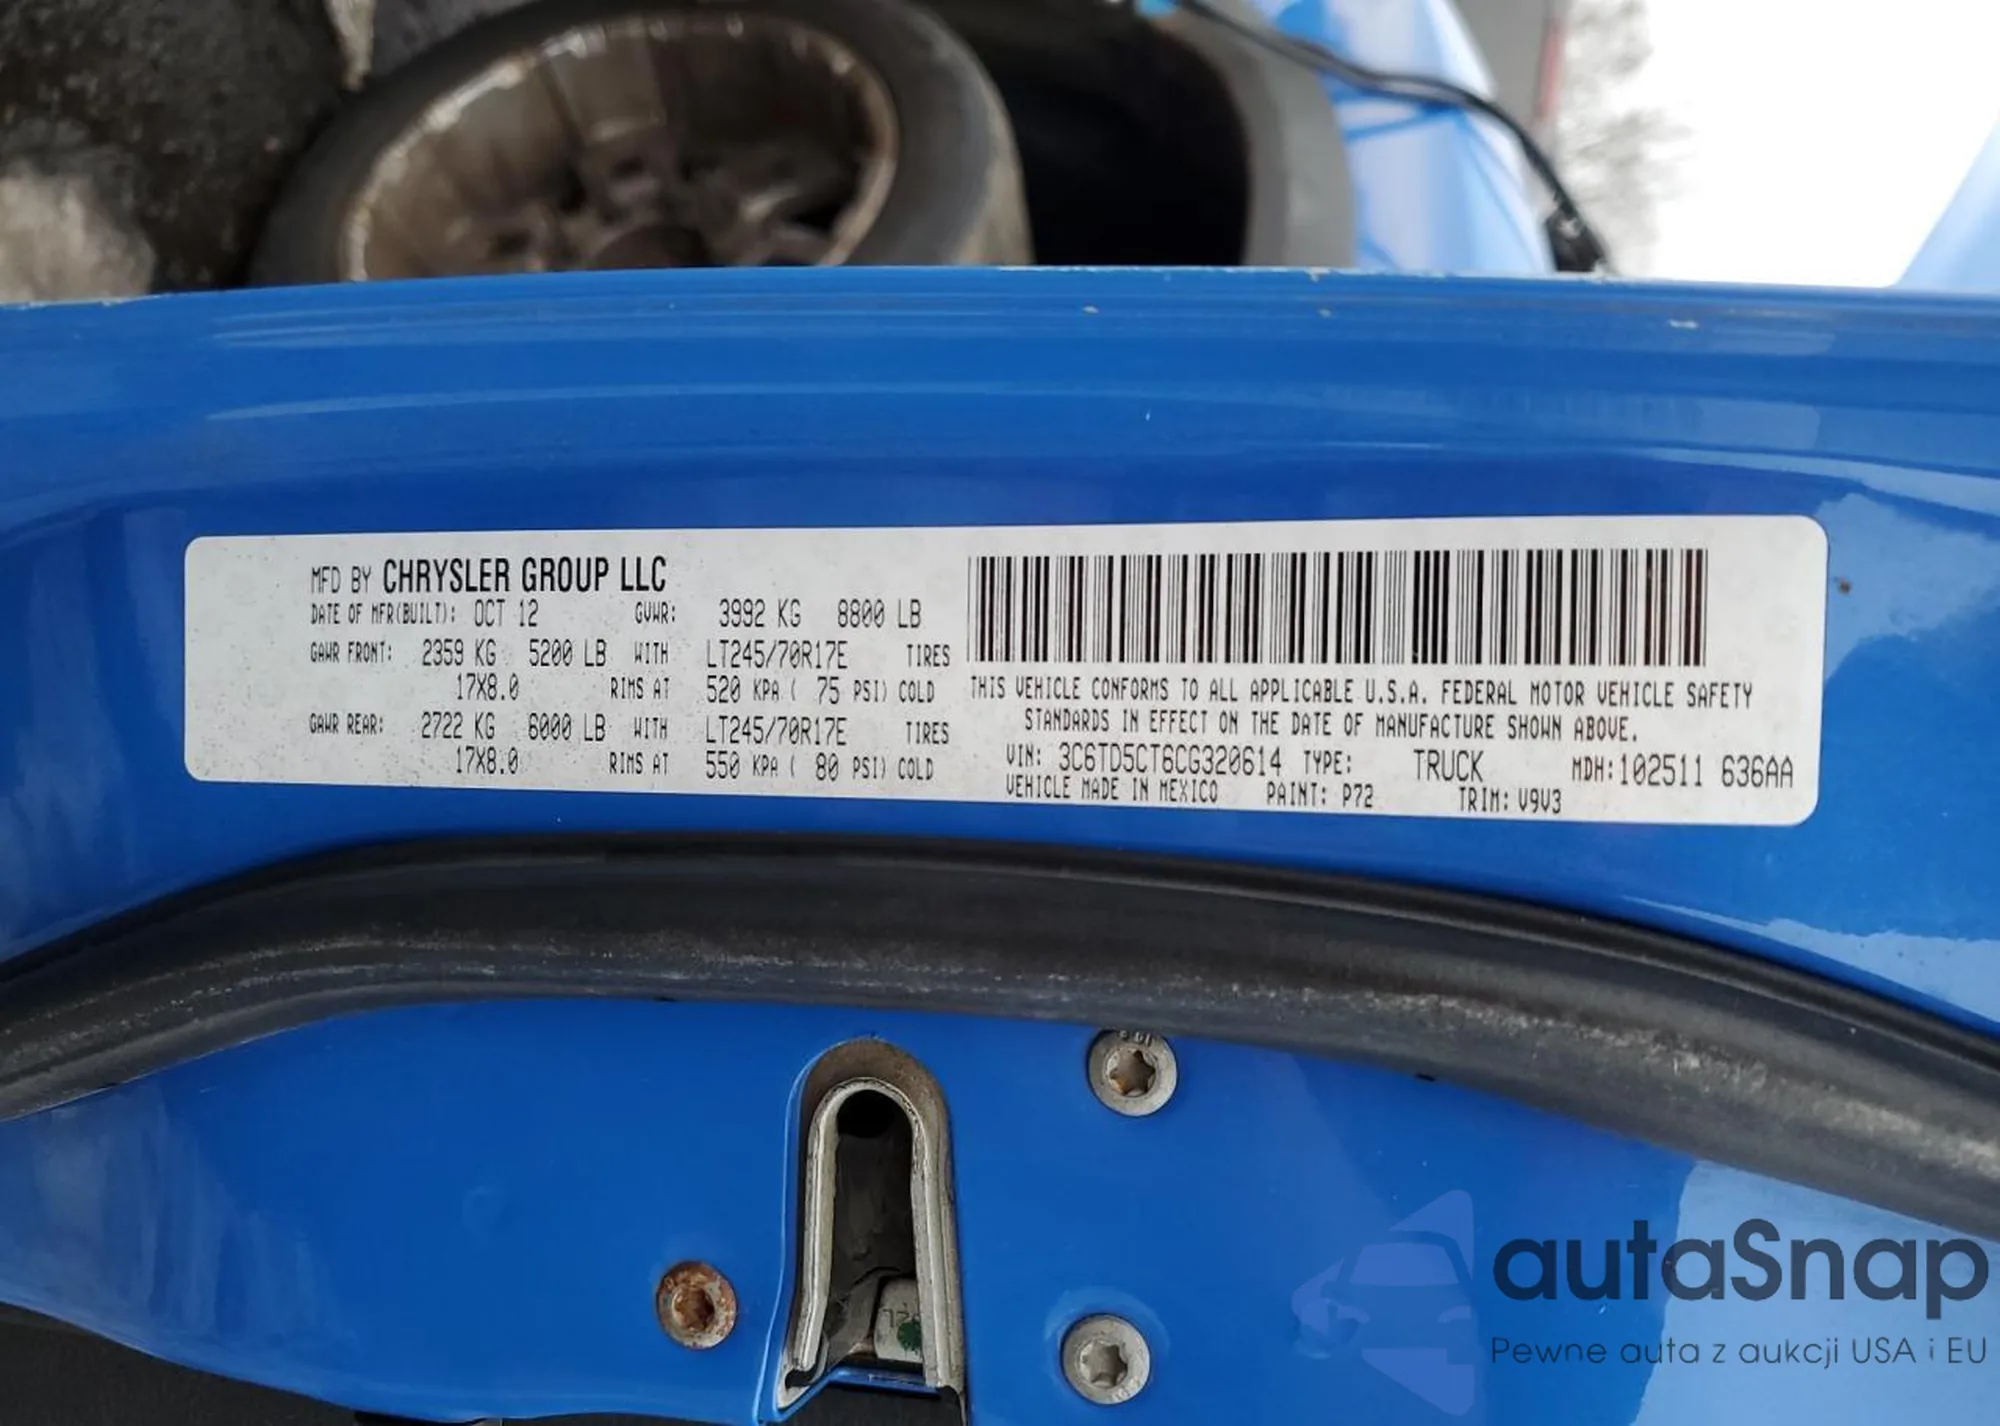 MFD BY CHRYSLER GROUP LLC
DATE OF MFR(BUILT): OCT 12 GVWR: 3992 KG 8800 LB
GAWR FRONT: 2359 KG 5200 LB WITH LT245/70R17E TIRES
17X8.0 RIMS AT 520 KPA ( 75 PSI) COLD
GAWR REAR: 2722 KG 6000 LB WITH LT245/70R17E TIRES
17X8.0 RIMS AT 550 KPA ( 80 PSI) COLD
THIS VEHICLE CONFORMS TO ALL APPLICABLE U.S.A. FEDERAL MOTOR VEHICLE SAFETY
STANDARDS IN EFFECT ON THE DATE OF MANUFACTURE SHOWN ABOVE.
VIN: 3C6TD5CT6CG320614 TYPE: TRUCK MDH:102511 636AA
VEHICLE MADE IN MEXICO PAINT: P72 TRIM: V9V3
autaSnap
Pewne auta z aukcji USA i EU